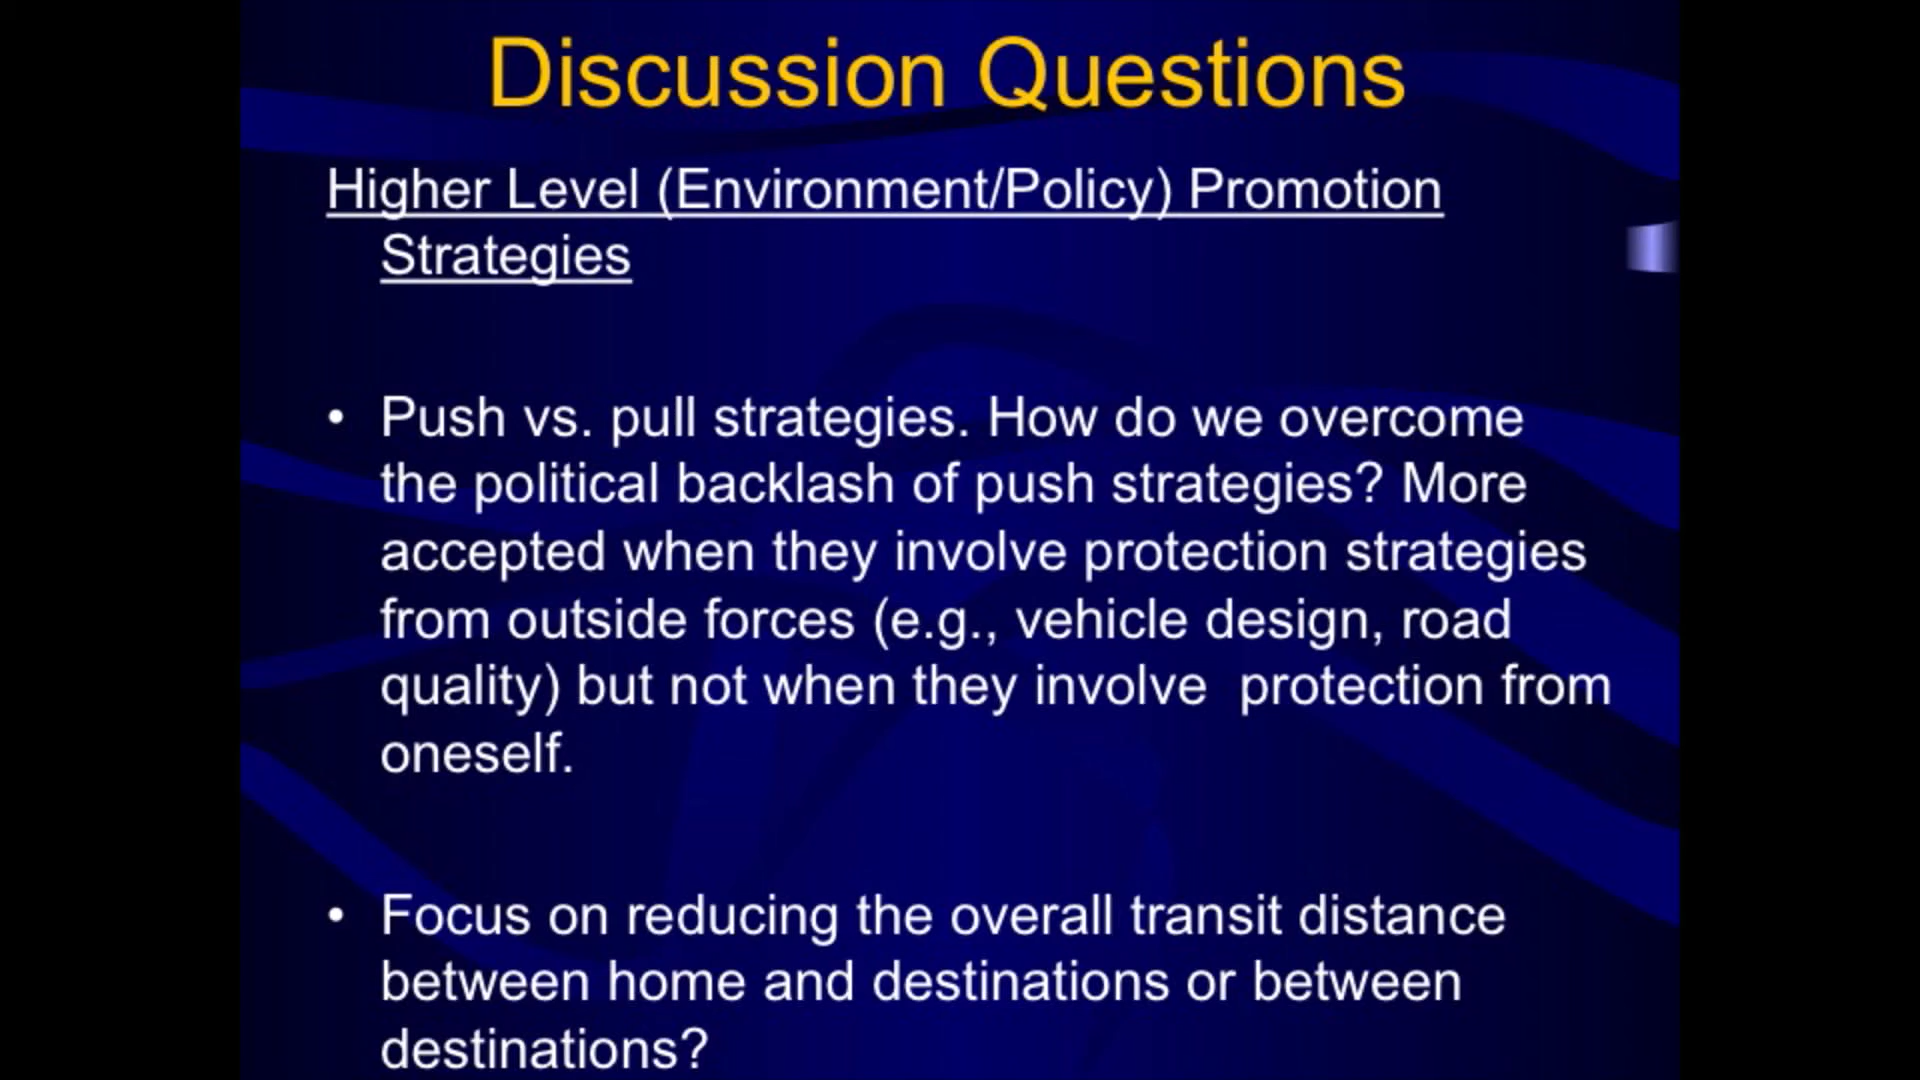 Discussion Questions
Higher Level (Environment/Policy) Promotion
Strategies
• Push vs. pull strategies. How do we overcome
the political backlash of push strategies? More
accepted when they involve protection strategies
from outside forces (e.g., vehicle design, road
quality) but not when they involve  protection from
oneself.
• Focus on reducing the overall transit distance
between home and destinations or between
destinations?